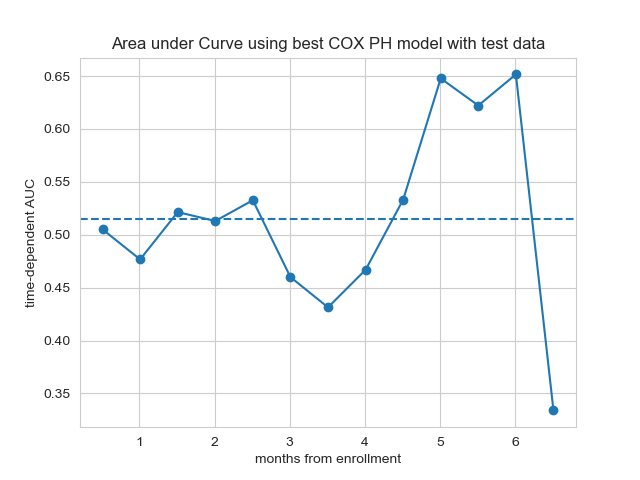 Area under Curve using best COX PH model with test data
time-dependent AUC
0.65
0.60
0.55
0.50
0.45
0.40
0.35
1 2 3 4 5 6
months from enrollment